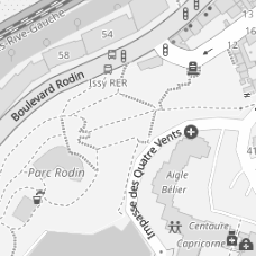 s Rive-Gauche
54
58
16
12
Issy RER
Boulevard Rodin
Impasse des Quatre Vents
41
Parc Rodin
Aigle
Bélier
Centaure
Capricorne